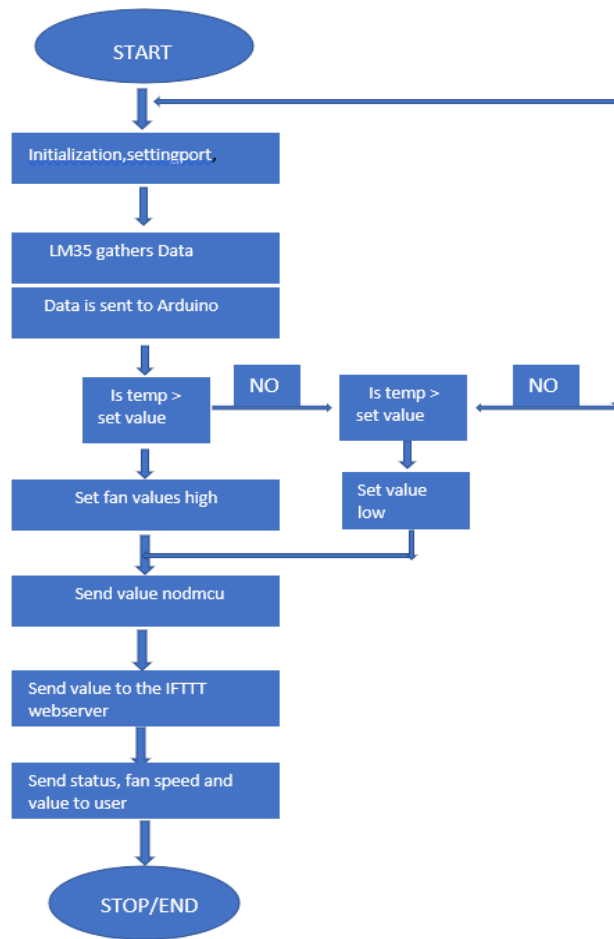 START
Initialization,settingport,
LM35 gathers Data
Data is sent to Arduino
Is temp >
set value
NO
Is temp >
set value
NO
Set fan values high
Set value
low
Send value nodmcu
Send value to the IFTTT
webserver
Send status, fan speed and
value to user
STOP/END